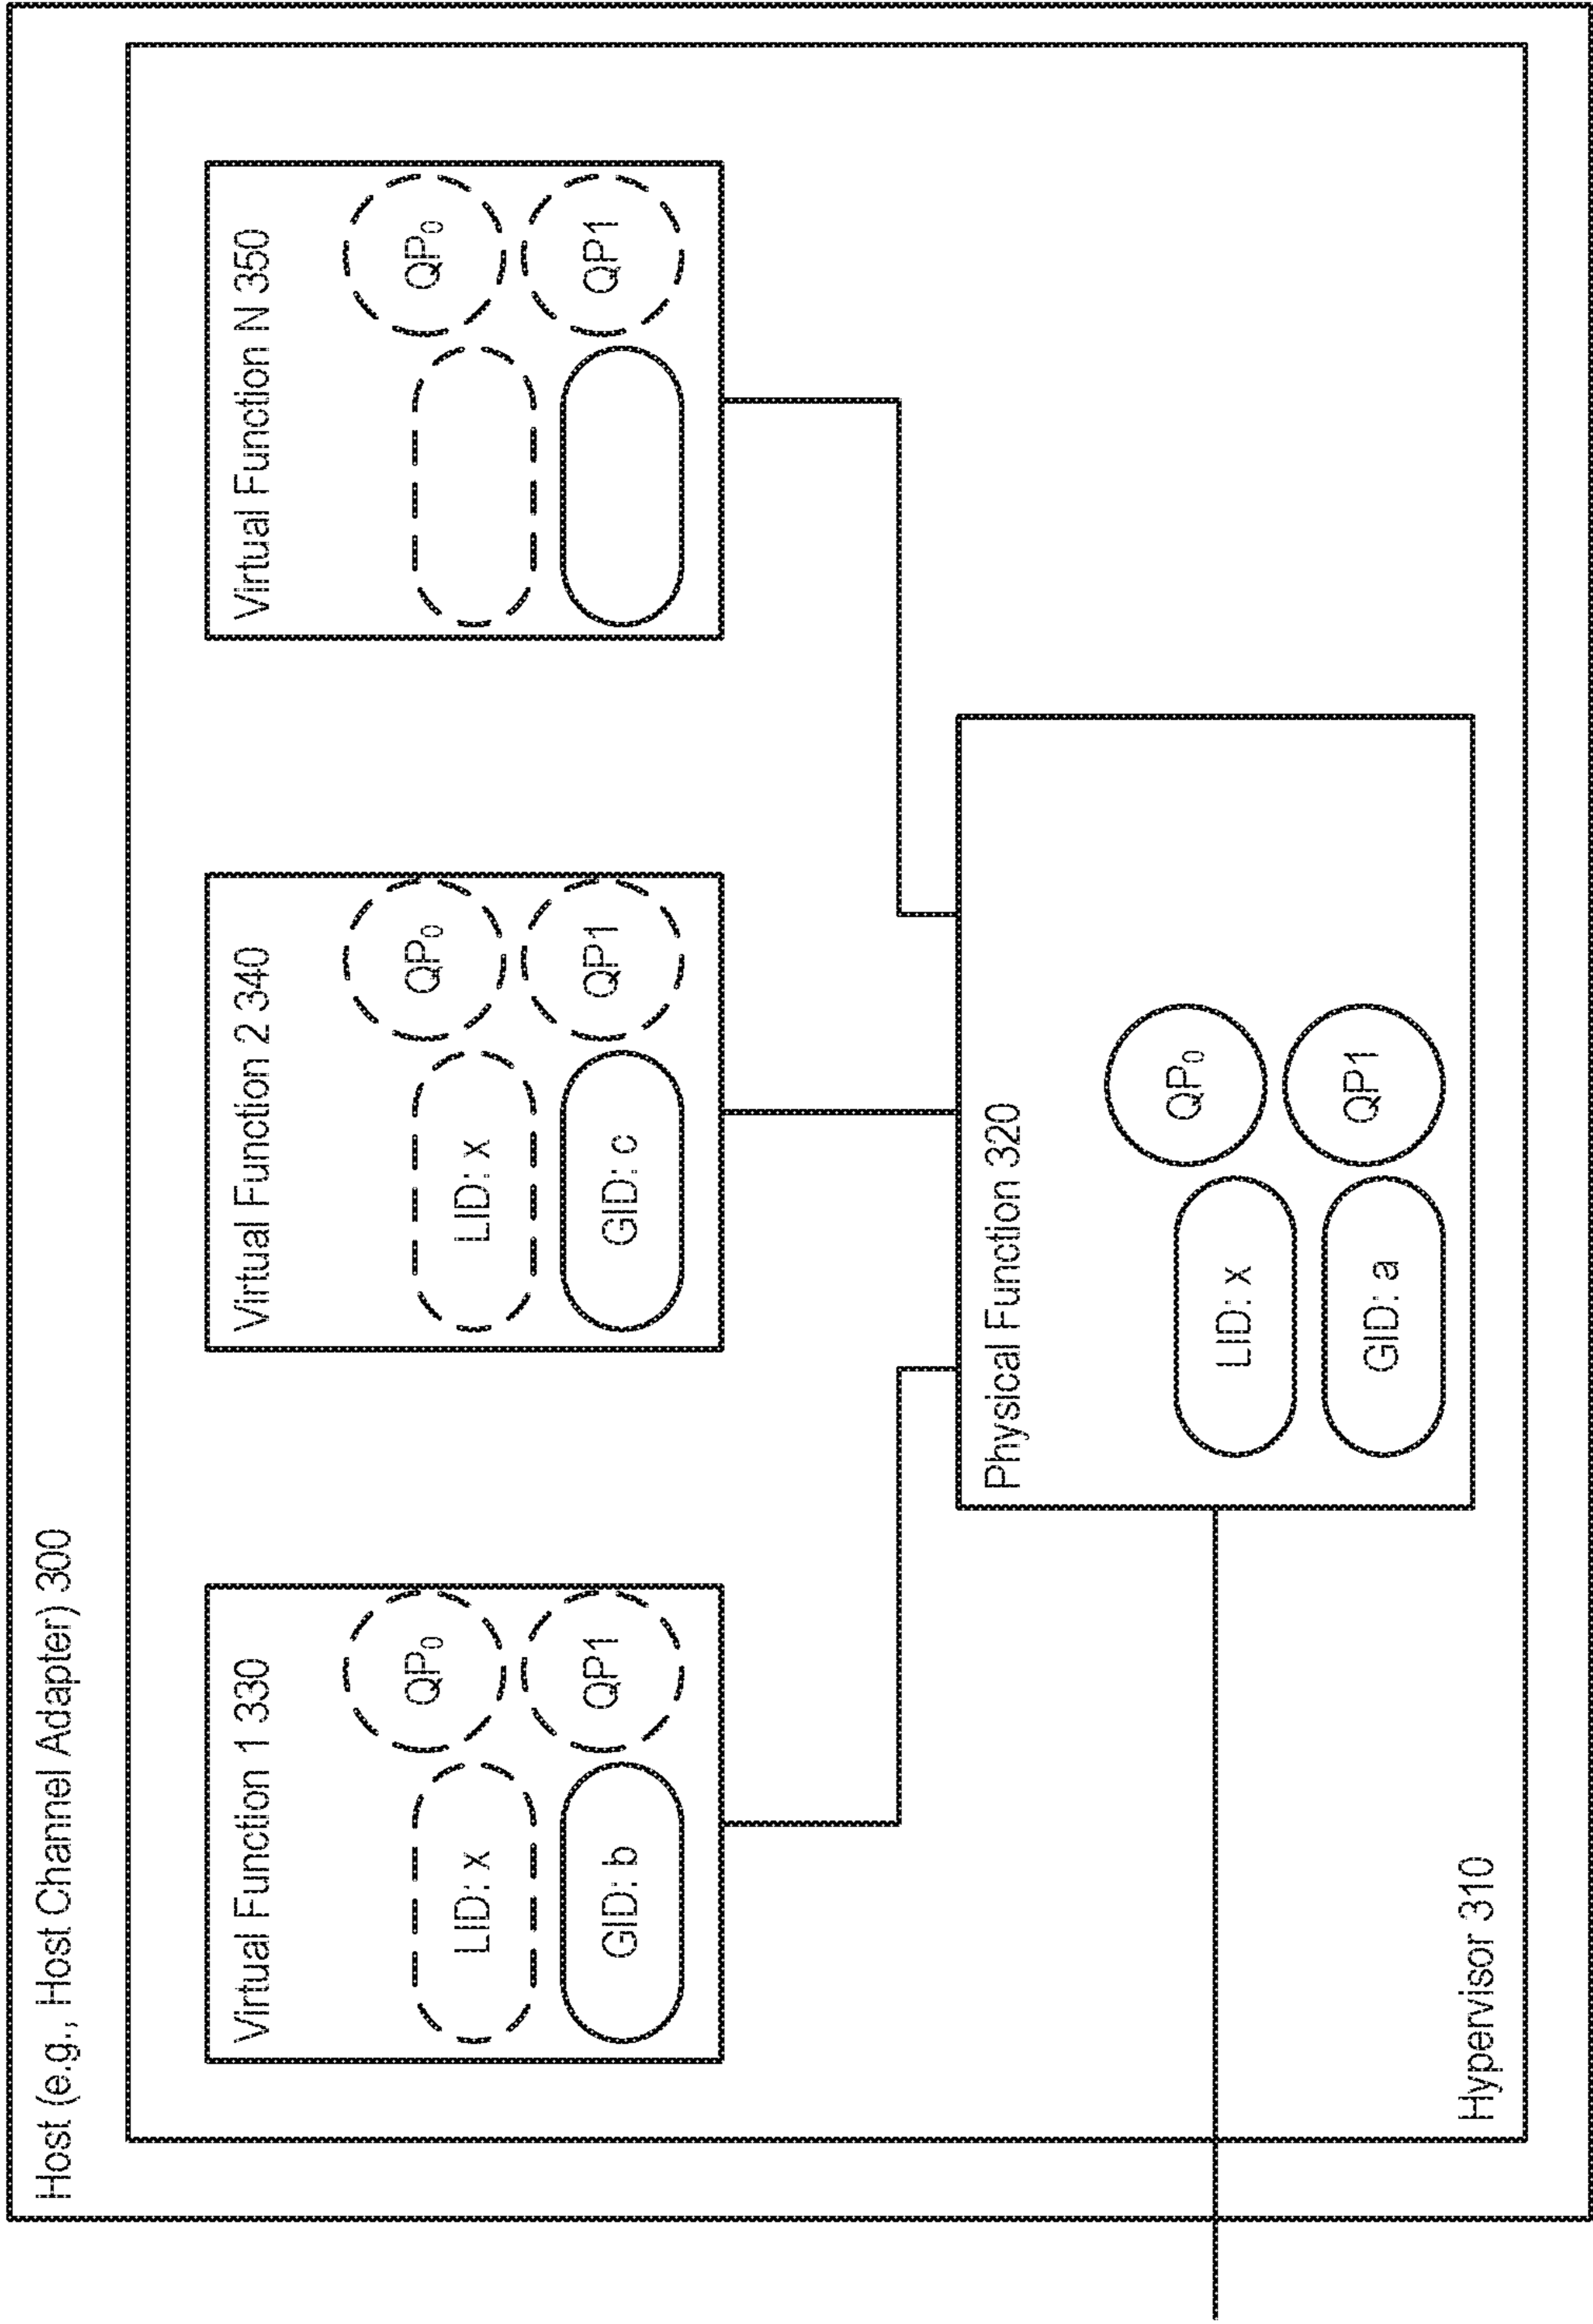 Host (e.g., Host Channel Adapter) 300
Virtual Function 1 330
QP0
LID: x
QP1
GID: b
Virtual Function 2 340
QP0
LID: x
QP1
GID: c
Virtual Function N 350
QP0
QP1
Physical Function 320
QP0
LID: x
QP1
GID: a
Hypervisor 310